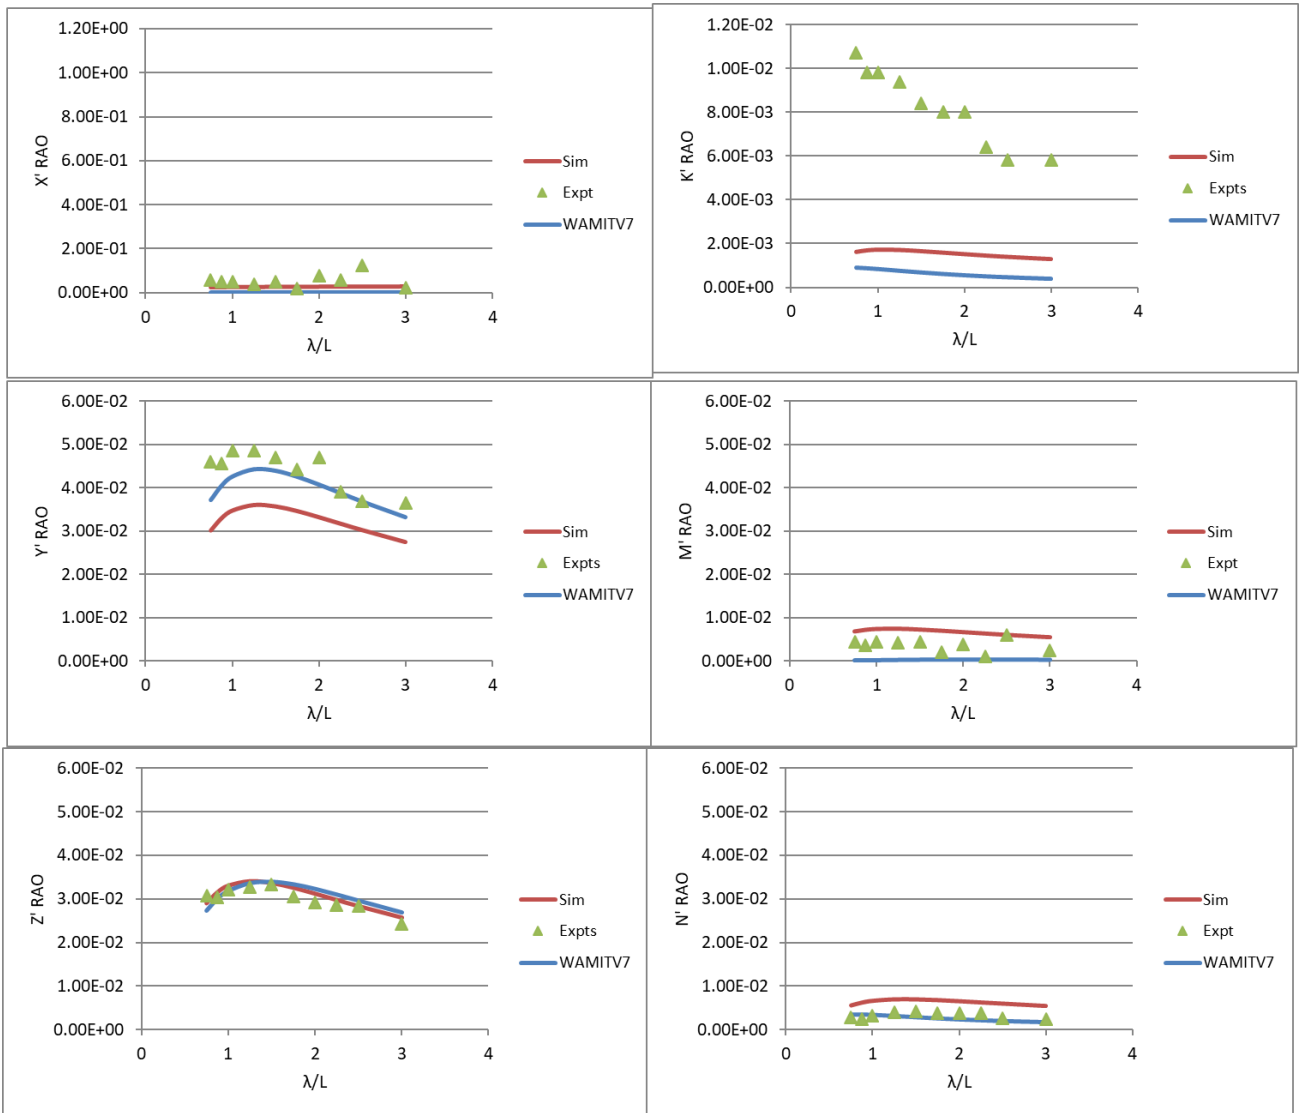 1.20E+00
1.00E+00
8.00E-01
6.00E-01
4.00E-01
2.00E-01
0.00E+00
X' RAO
0 1 2 3 4
λ/L
Sim
Expt
WAMITV7
1.20E-02
1.00E-02
8.00E-03
6.00E-03
4.00E-03
2.00E-03
0.00E+00
K' RAO
0 1 2 3 4
λ/L
Sim
Expts
WAMITV7
6.00E-02
5.00E-02
4.00E-02
3.00E-02
2.00E-02
1.00E-02
0.00E+00
Y' RAO
0 1 2 3 4
λ/L
Sim
Expts
WAMITV7
6.00E-02
5.00E-02
4.00E-02
3.00E-02
2.00E-02
1.00E-02
0.00E+00
M' RAO
0 1 2 3 4
λ/L
Sim
Expt
WAMITV7
6.00E-02
5.00E-02
4.00E-02
3.00E-02
2.00E-02
1.00E-02
0.00E+00
Z' RAO
0 1 2 3 4
λ/L
Sim
Expts
WAMITV7
6.00E-02
5.00E-02
4.00E-02
3.00E-02
2.00E-02
1.00E-02
0.00E+00
N' RAO
0 1 2 3 4
λ/L
Sim
Expt
WAMITV7